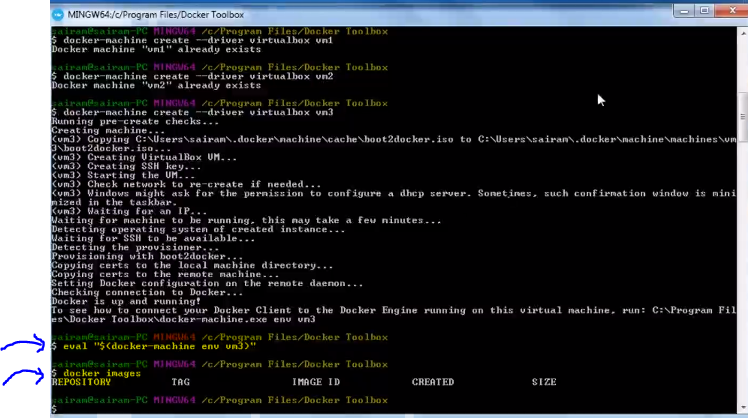 MINGW64:/c/Program Files/Docker Toolbox
sairam@sairam-PC MINGW64 /c/Program Files/Docker Toolbox
$ docker-machine create --driver virtualbox vm1
Docker machine "vm1" already exists
sairam@sairam-PC MINGW64 /c/Program Files/Docker Toolbox
$ docker-machine create --driver virtualbox vm2
Docker machine "vm2" already exists
sairam@sairam-PC MINGW64 /c/Program Files/Docker Toolbox
$ docker-machine create --driver virtualbox vm3
Running pre-create checks...
Creating machine...
(vm3) Copying C:\Users\sairam\.docker\machine\cache\boot2docker.iso to C:\Users\sairam\.docker\machine\machines\vm
3\boot2docker.iso...
(vm3) Creating VirtualBox VM...
(vm3) Creating SSH key...
(vm3) Starting the VM...
(vm3) Check network to re-create if needed...
(vm3) Windows might ask for the permission to configure a dhcp server. Sometimes, such confirmation window is mini
mized in the taskbar.
(vm3) Waiting for an IP...
Waiting for machine to be running, this may take a few minutes...
Detecting operating system of created instance...
Waiting for SSH to be available...
Detecting the provisioner...
Provisioning with boot2docker...
Copying certs to the local machine directory...
Copying certs to the remote machine...
Setting Docker configuration on the remote daemon...
Checking connection to Docker...
Docker is up and running!
To see how to connect your Docker Client to the Docker Engine running on this virtual machine, run: C:\Program Fil
es\Docker Toolbox\docker-machine.exe env vm3
sairam@sairam-PC MINGW64 /c/Program Files/Docker Toolbox
$ eval "$(docker-machine env vm3)"
sairam@sairam-PC MINGW64 /c/Program Files/Docker Toolbox
$ docker images
REPOSITORY TAG IMAGE ID CREATED SIZE
sairam@sairam-PC MINGW64 /c/Program Files/Docker Toolbox
$